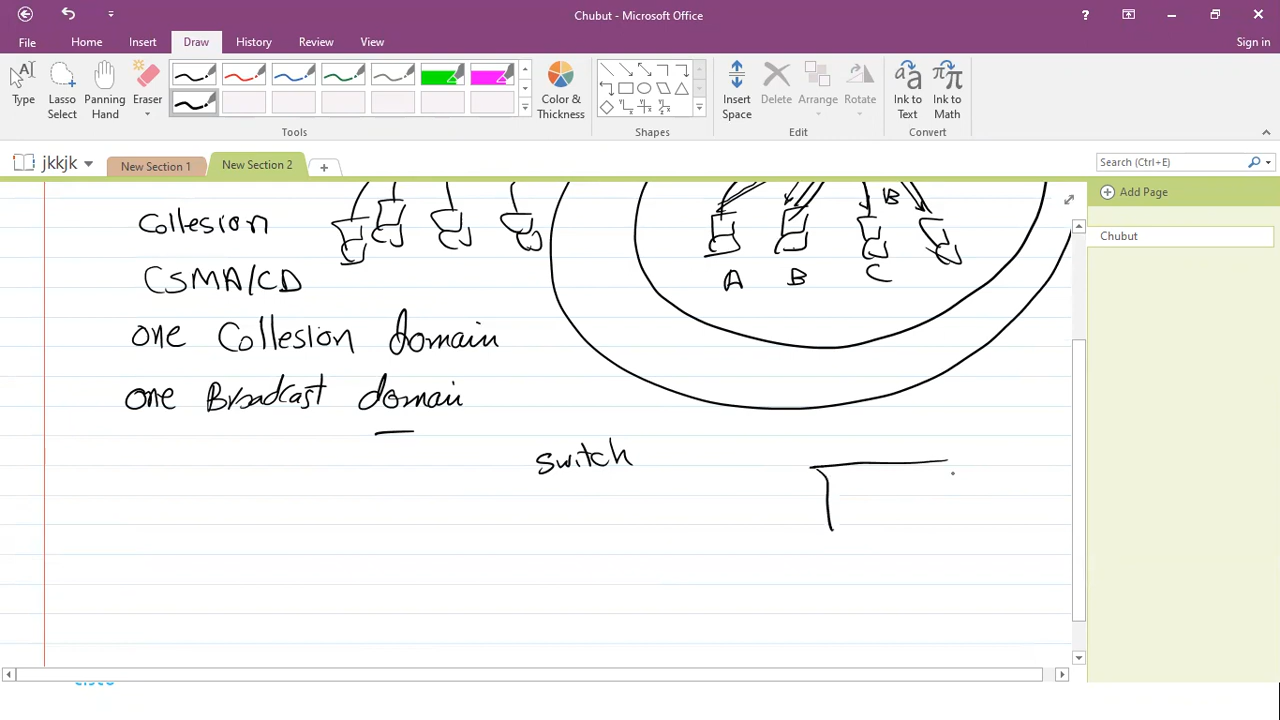 Chubut - Microsoft Office
? 
File Home Insert Draw History Review View Sign in
Type Lasso Select Panning Hand Eraser Color & Thickness Insert Space Delete Arrange Rotate Ink to Text Ink to Math
Tools Shapes Edit Convert
jkkjk New Section 1 New Section 2 Search (Ctrl+E)
Add Page
Chubut
B
Collesion
A B C
CSMA/CD
one Collesion domain
one Broadcast domain
switch
cisco